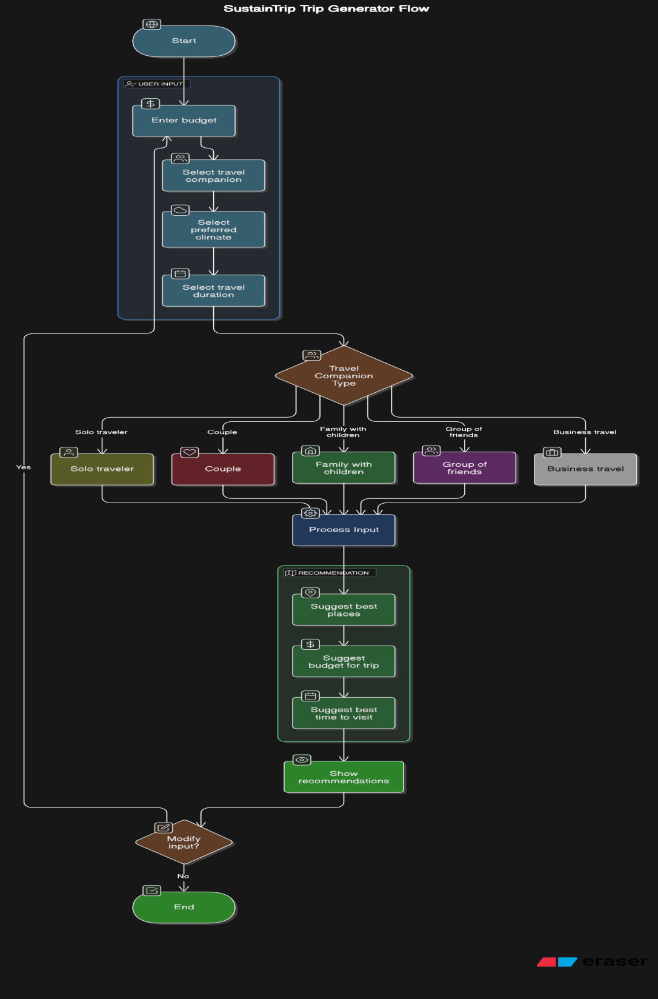 SustainTrip Trip Generator Flow
Start
USER INPUT
Enter budget
Select travel
companion
Select
preferred
climate
Select travel
duration
Travel
Companion
Type
Solo traveler
Couple
Family with
children
Group of
friends
Business travel
Yes
Solo traveler
Couple
Family with
children
Group of
friends
Business travel
Process Input
RECOMMENDATION
Suggest best
places
Suggest
budget for trip
Suggest best
time to visit
Show
recommendations
Modify
input?
No
End
eraser